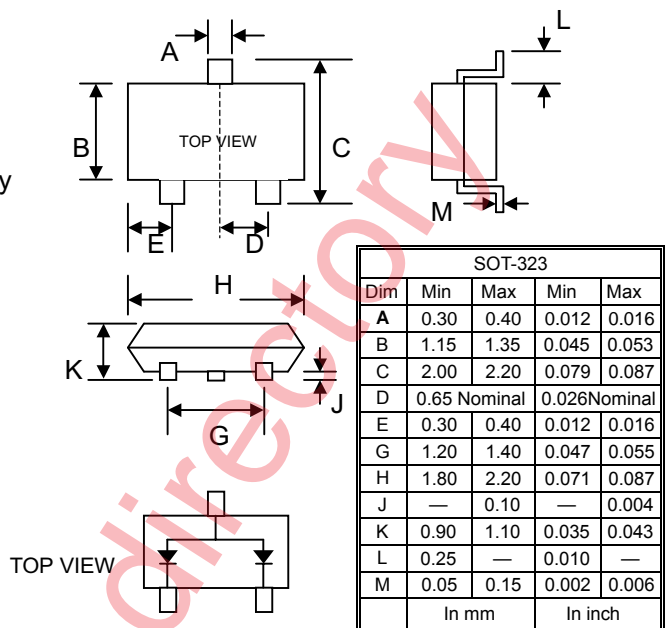 A
L
B
TOP VIEW
C
y
M
E
D
H
K
J
G
TOP VIEW
SOT-323
Dim Min Max Min Max
A 0.30 0.40 0.012 0.016
B 1.15 1.35 0.045 0.053
C 2.00 2.20 0.079 0.087
D 0.65 Nominal 0.026Nominal
E 0.30 0.40 0.012 0.016
G 1.20 1.40 0.047 0.055
H 1.80 2.20 0.071 0.087
J — 0.10 — 0.004
K 0.90 1.10 0.035 0.043
L 0.25 — 0.010 —
M 0.05 0.15 0.002 0.006
In mm In inch
directory